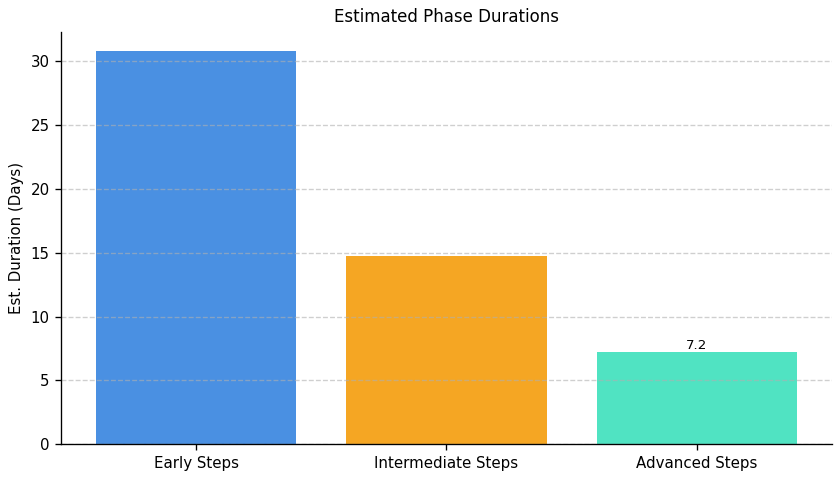 Estimated Phase Durations
Est. Duration (Days)
30
25
20
15
10
5
0
7.2
Early Steps
Intermediate Steps
Advanced Steps